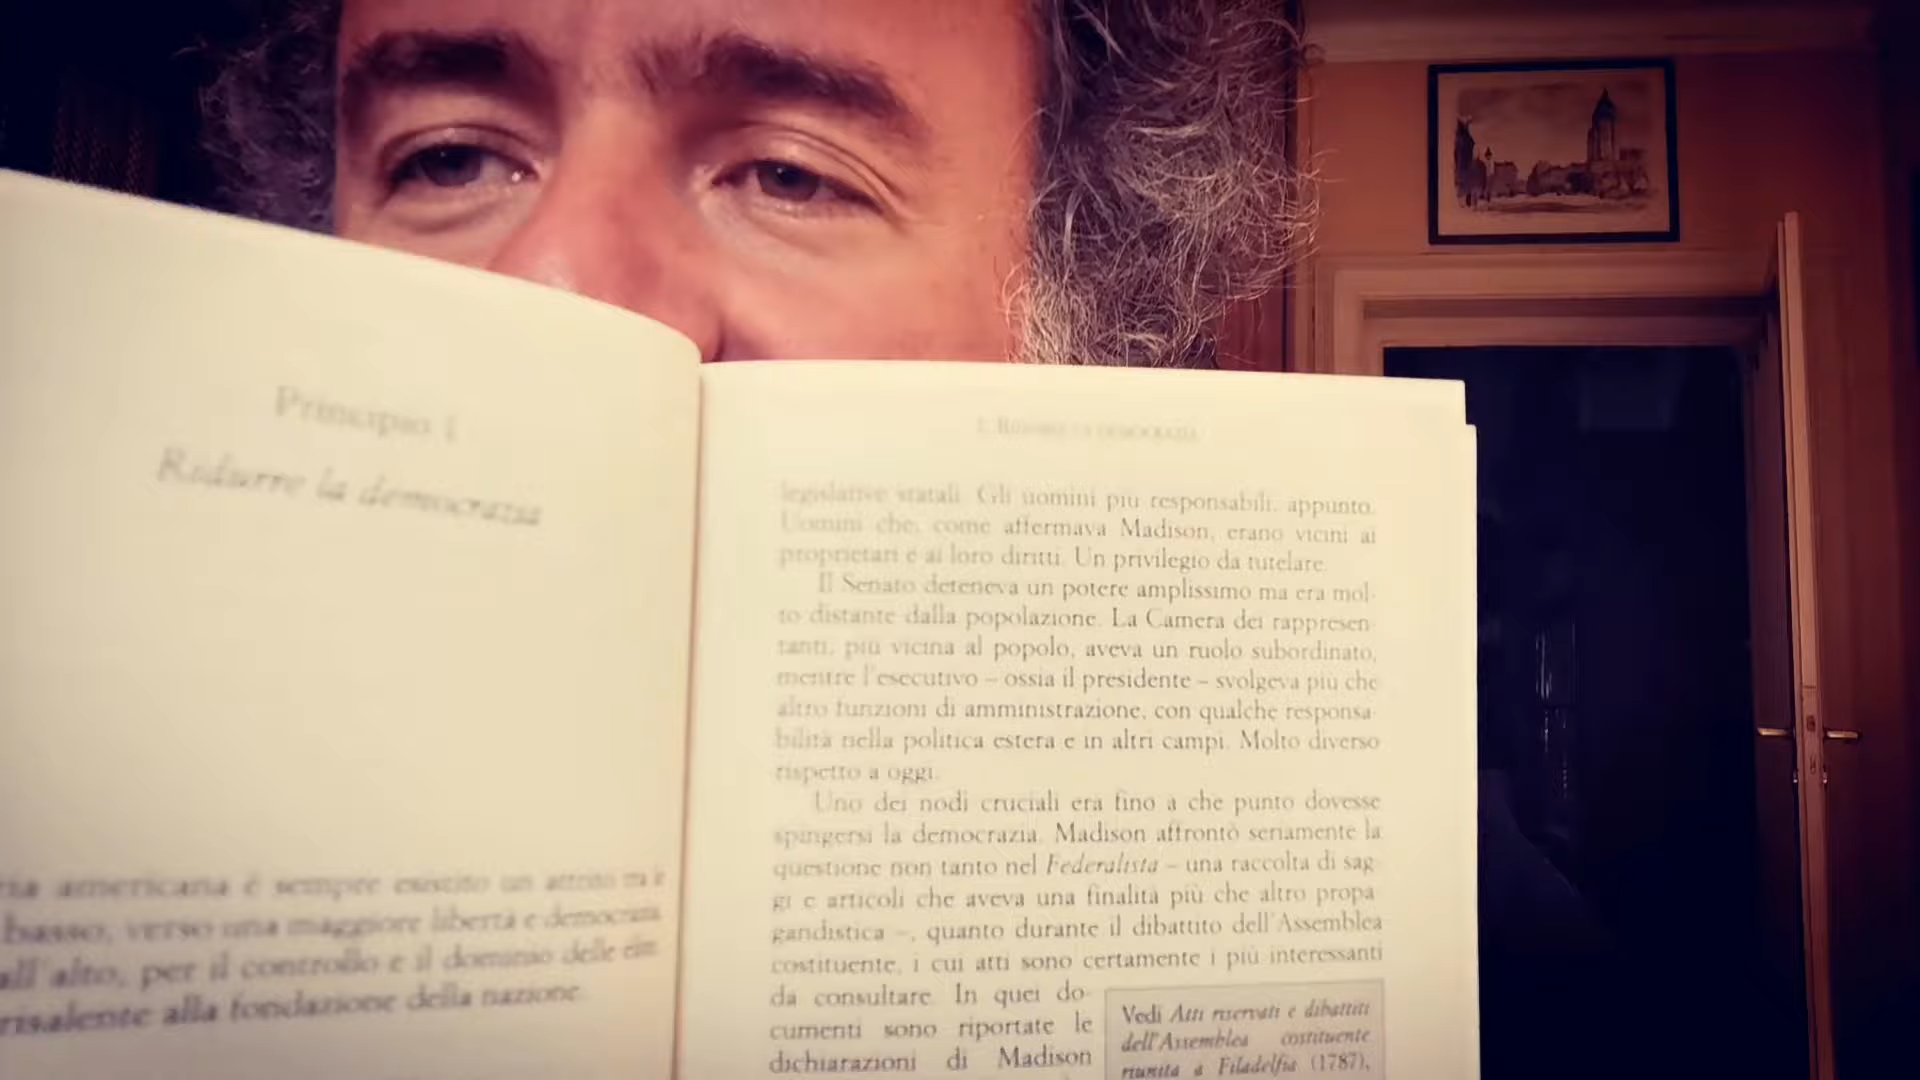 Principio 1
Ridurre la democrazia
americana è sempre esistito un attrito tra il
basso, verso una maggiore libertà e democrazia
all'alto, per il controllo e il dominio delle
risalente alla fondazione della nazione.
1. RIDURRE LA DEMOCRAZIA
legislative statali. Gli uomini più responsabili, appunto.
Uomini che, come affermava Madison, erano vicini ai
proprietari e ai loro diritti. Un privilegio da tutelare.
Il Senato deteneva un potere amplissimo ma era mol-
to distante dalla popolazione. La Camera dei rappresen-
tanti, più vicina al popolo, aveva un ruolo subordinato,
mentre l'esecutivo – ossia il presidente – svolgeva più che
altro funzioni di amministrazione, con qualche responsa-
bilità nella politica estera e in altri campi. Molto diverso
rispetto a oggi.
Uno dei nodi cruciali era fino a che punto dovesse
spingersi la democrazia. Madison affrontò seriamente la
questione non tanto nel Federalista – una raccolta di sag-
gi e articoli che aveva una finalità più che altro propa-
gandistica –, quanto durante il dibattito dell'Assemblea
costituente, i cui atti sono certamente i più interessanti
da consultare. In quei do-
cumenti sono riportate le
dichiarazioni di Madison
Vedi Atti riservati e dibattiti
dell'Assemblea costituente
riunita a Filadelfia (1787),